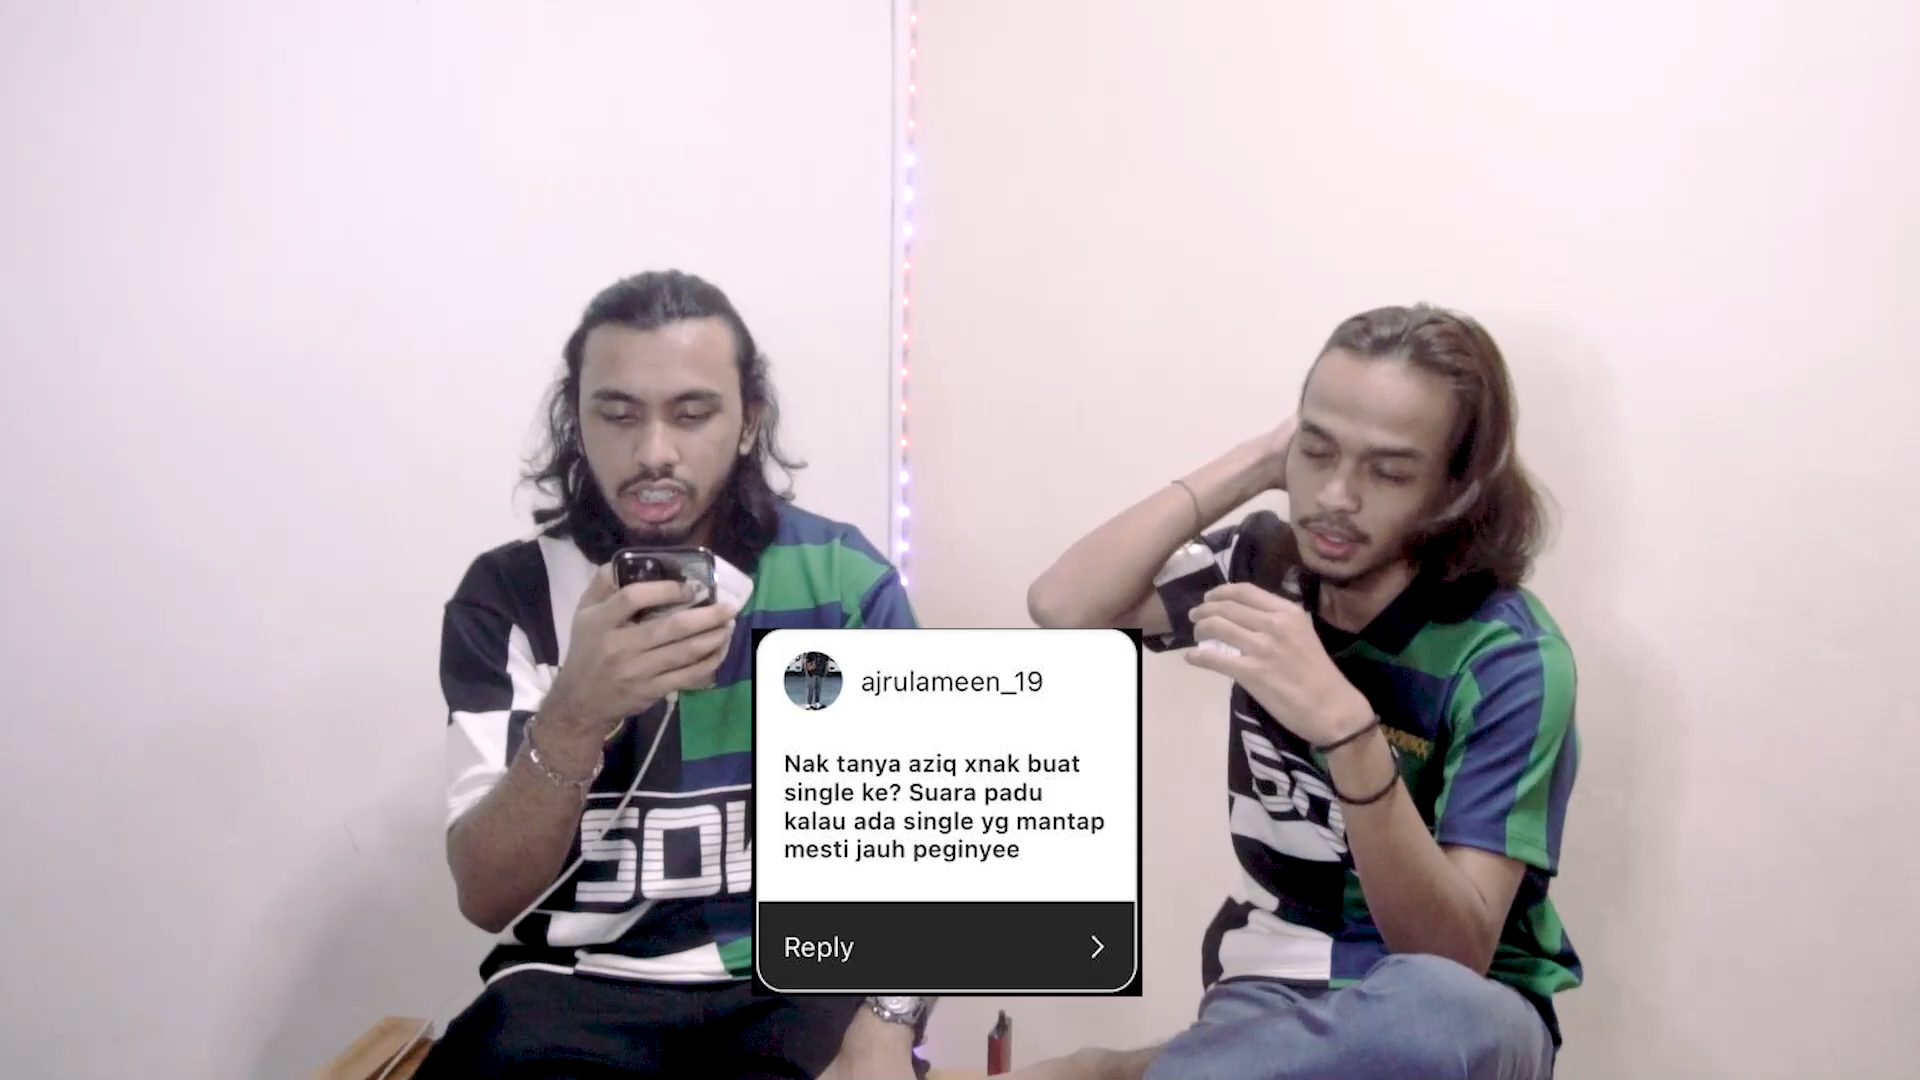 ajrulameen_19
Nak tanya aziq xnak buat
single ke? Suara padu
kalau ada single yg mantap
mesti jauh peginyee
Reply